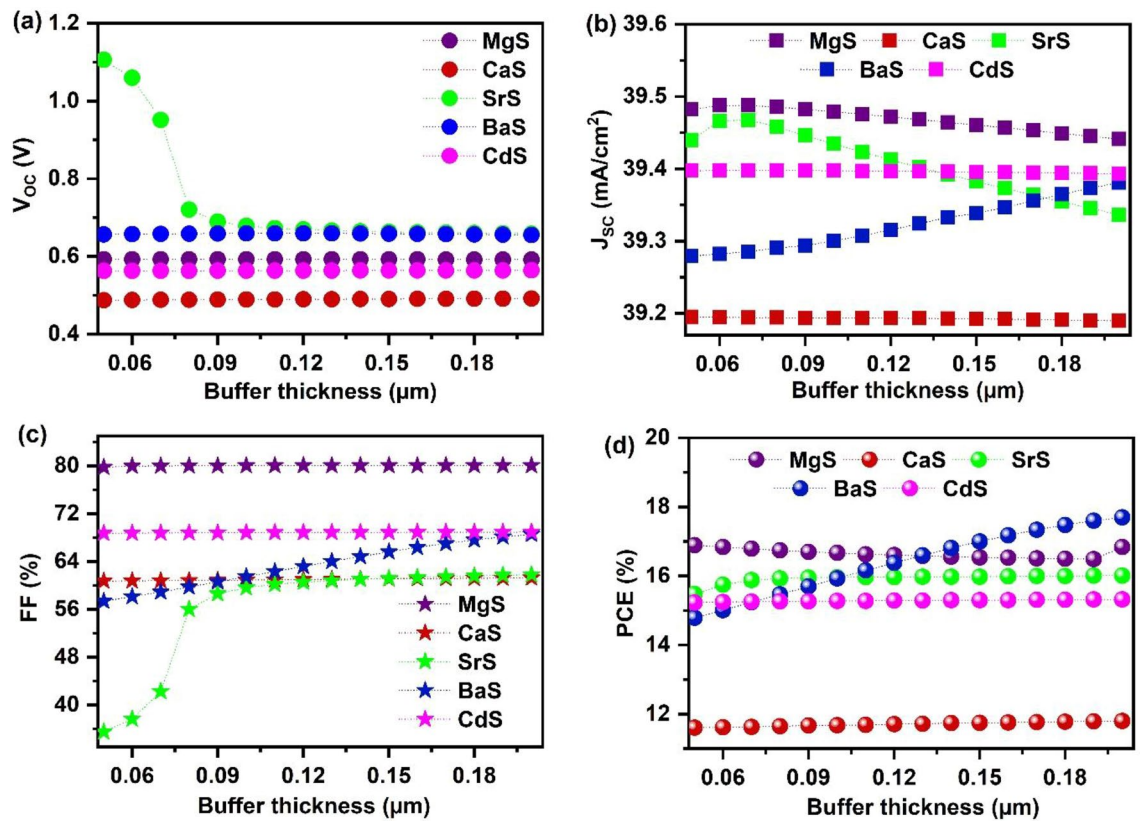 (a)
1.2
1.0
0.8
0.6
0.4
V_OC (V)
MgS
CaS
SrS
BaS
CdS
0.06 0.09 0.12 0.15 0.18
Buffer thickness (µm)
(b)
39.6
39.5
39.4
39.3
39.2
J_SC (mA/cm²)
MgS CaS SrS
BaS CdS
0.06 0.09 0.12 0.15 0.18
Buffer thickness (µm)
(c)
80
72
64
56
48
40
FF (%)
MgS
CaS
SrS
BaS
CdS
0.06 0.09 0.12 0.15 0.18
Buffer thickness (µm)
(d)
20
18
16
14
12
PCE (%)
MgS CaS SrS
BaS CdS
0.06 0.09 0.12 0.15 0.18
Buffer thickness (µm)